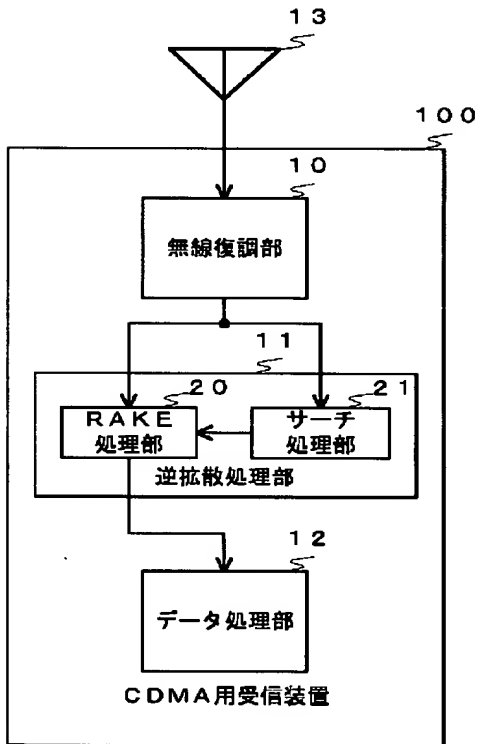 １３
１００
１０
無線復調部
１１
２０
２１
ＲＡＫＥ
処理部
サーチ
処理部
逆拡散処理部
１２
データ処理部
ＣＤＭＡ用受信装置